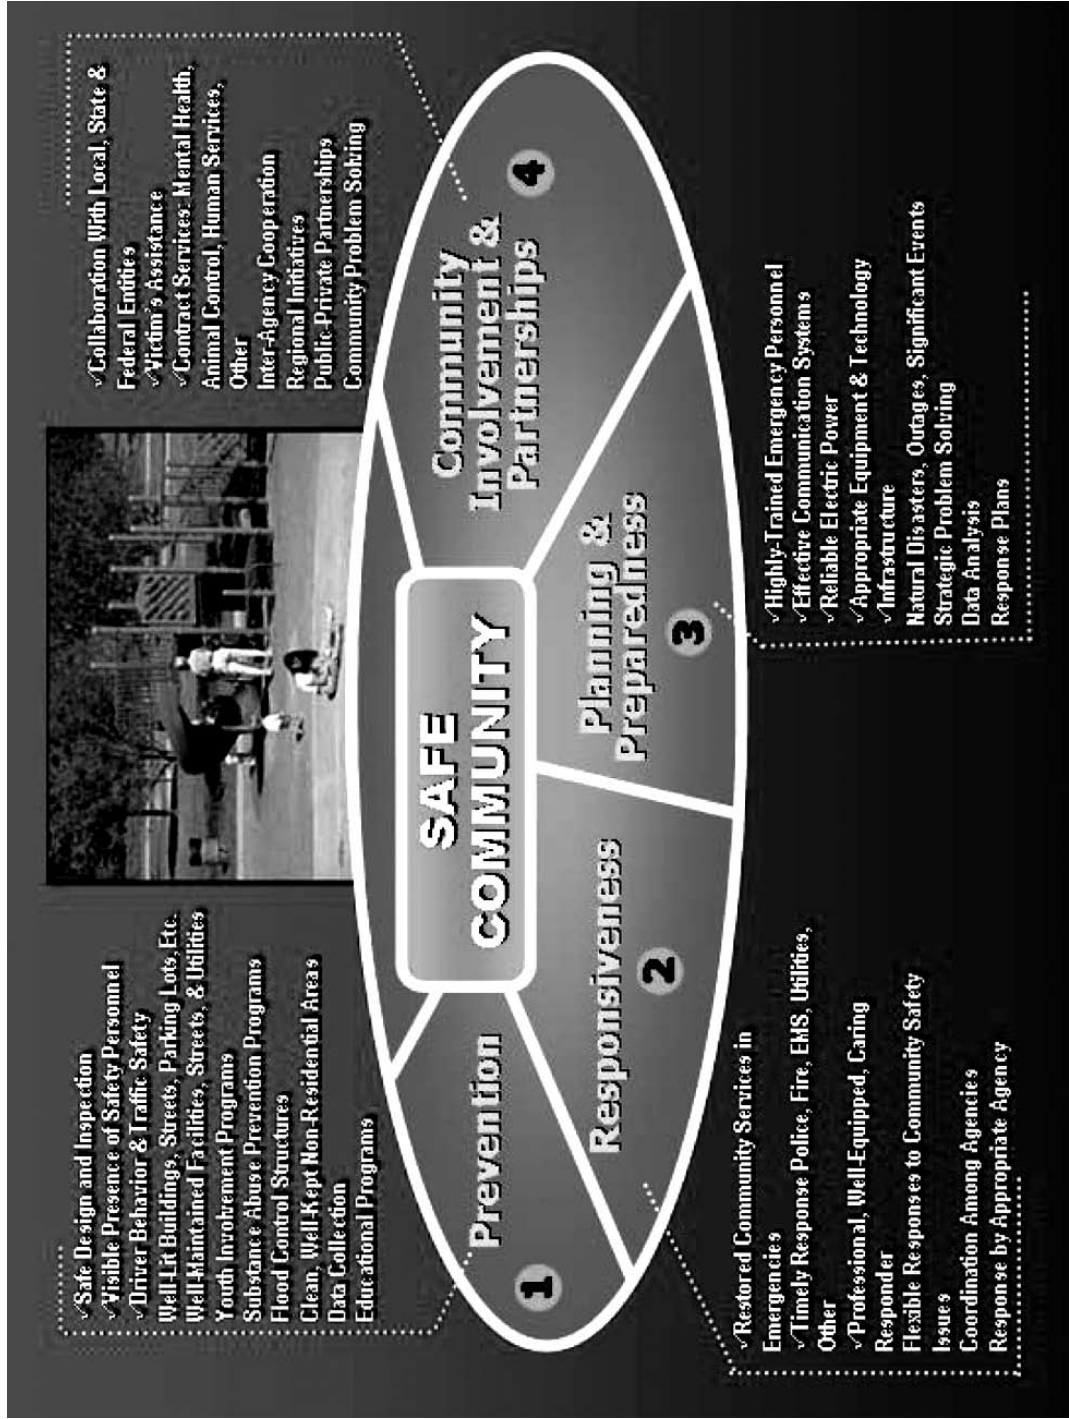 ✓Safe Design and Inspection
✓Visible Presence of Safety Personnel
✓Driver Behavior & Traffic Safety
Well-Lit Buildings, Streets, Parking Lots, Etc.
Well-Maintained Facilities, Streets, & Utilities
Youth Involvement Programs
Substance Abuse Prevention Programs
Flood Control Structures
Clean, Well-Kept Non-Residential Areas
Data Collection
Educational Programs
✓Collaboration With Local, State &
Federal Entities
✓Victim's Assistance
✓Contract Services: Mental Health,
Animal Control, Human Services,
Other
Inter-Agency Cooperation
Regional Initiatives
Public-Private Partnerships
Community Problem Solving
SAFE
COMMUNITY
Prevention
1
Responsiveness
2
Planning &
Preparedness
3
Community
Involvement &
Partnerships
4
✓Restored Community Services in
Emergencies
✓Timely Response Police, Fire, EMS, Utilities,
Other
✓Professional, Well-Equipped, Caring
Responder
Flexible Responses to Community Safety
Issues
Coordination Among Agencies
Response by Appropriate Agency
✓Highly-Trained Emergency Personnel
✓Effective Communication Systems
✓Reliable Electric Power
✓Appropriate Equipment & Technology
✓Infrastructure
Natural Disasters, Outages, Significant Events
Strategic Problem Solving
Data Analysis
Response Plans